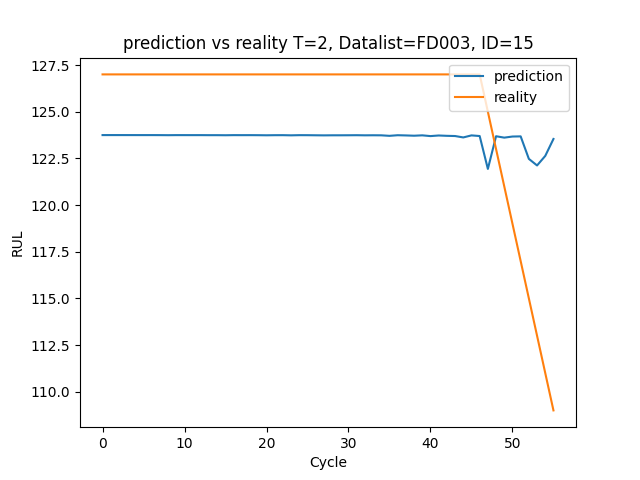 prediction vs reality T=2, Datalist=FD003, ID=15
127.5
125.0
122.5
120.0
117.5
115.0
112.5
110.0
RUL
prediction
reality
0 10 20 30 40 50
Cycle